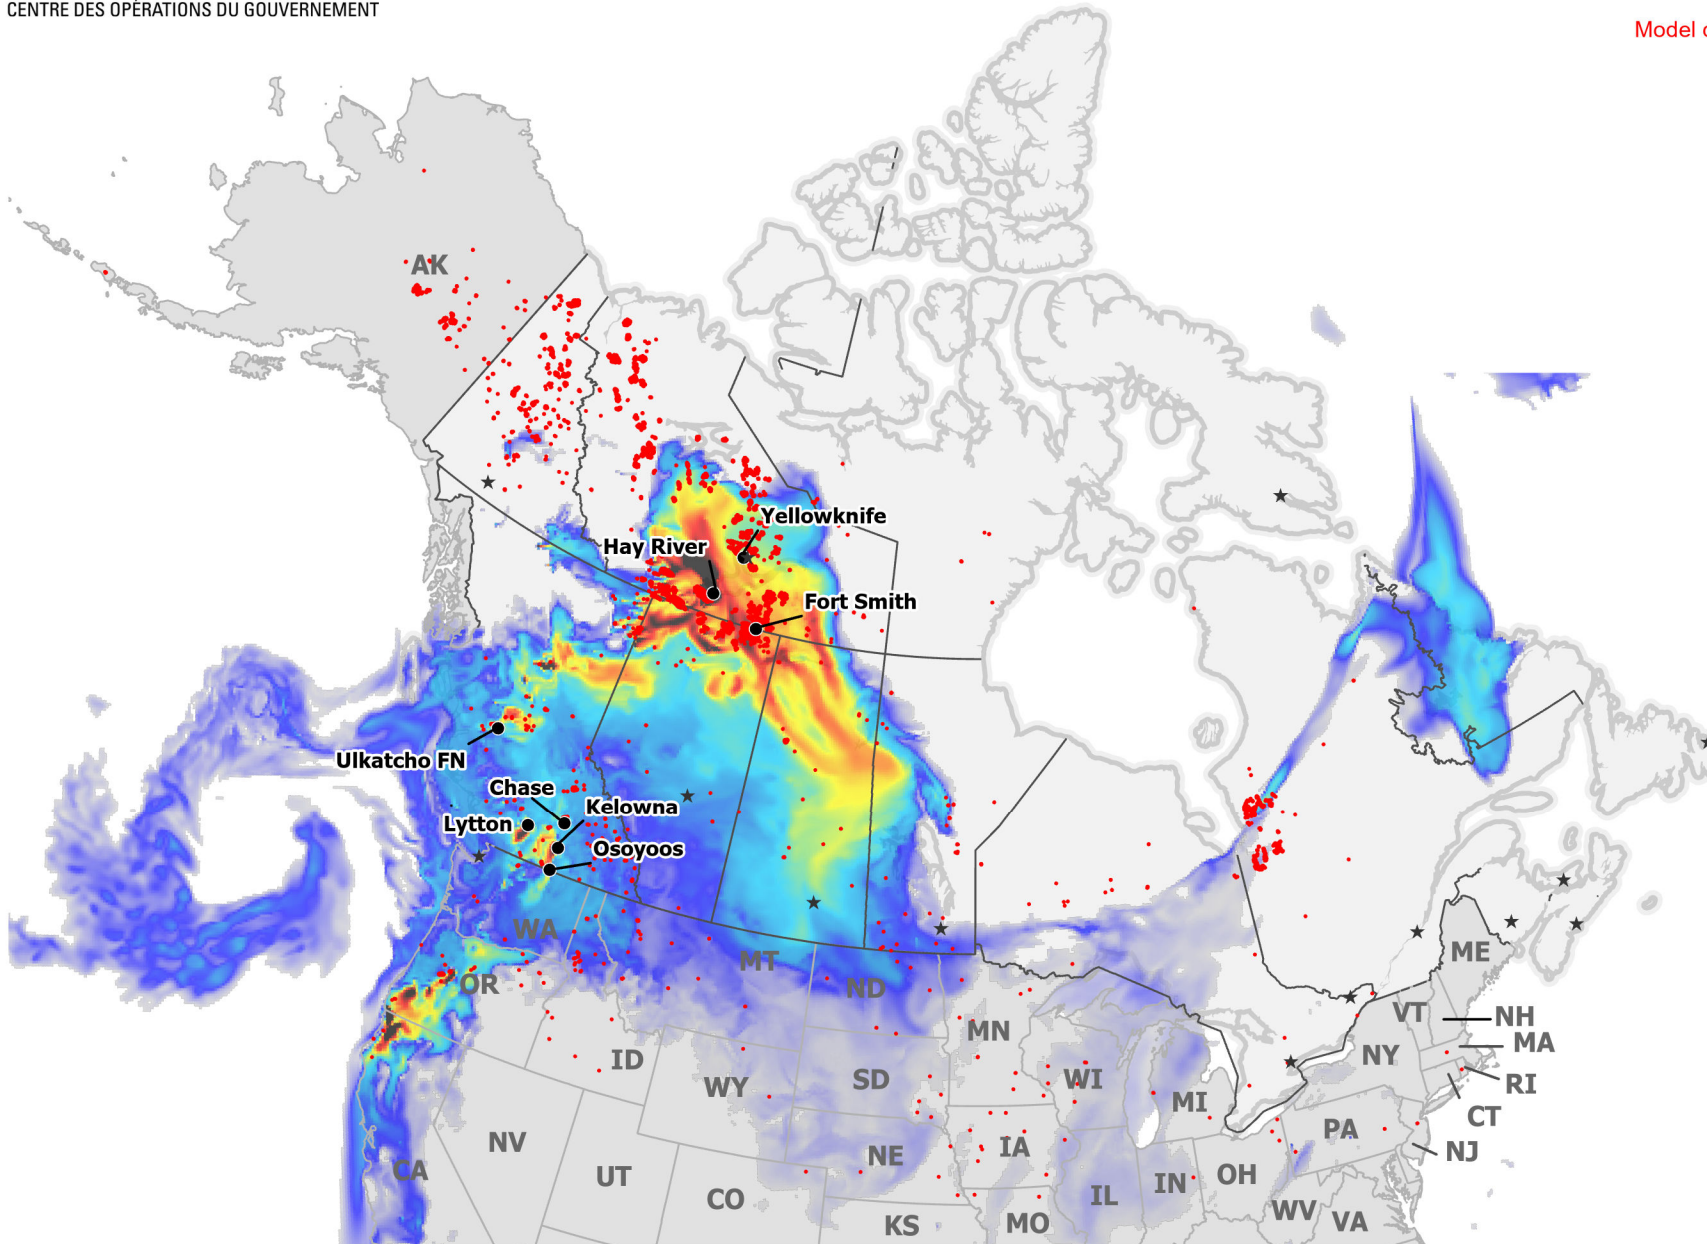 CENTRE DES OPÉRATIONS DU GOUVERNEMENT
Model
AK
Yellowknife
Hay River
Fort Smith
Ulkatcho FN
Chase
Kelowna
Lytton
Osoyoos
WA
OR
MT
ND
ME
VT
NH
MA
NY
RI
CT
NJ
PA
ID
WY
SD
MN
WI
MI
NV
UT
CO
NE
IA
KS
MO
IL
IN
OH
WV
VA
CA